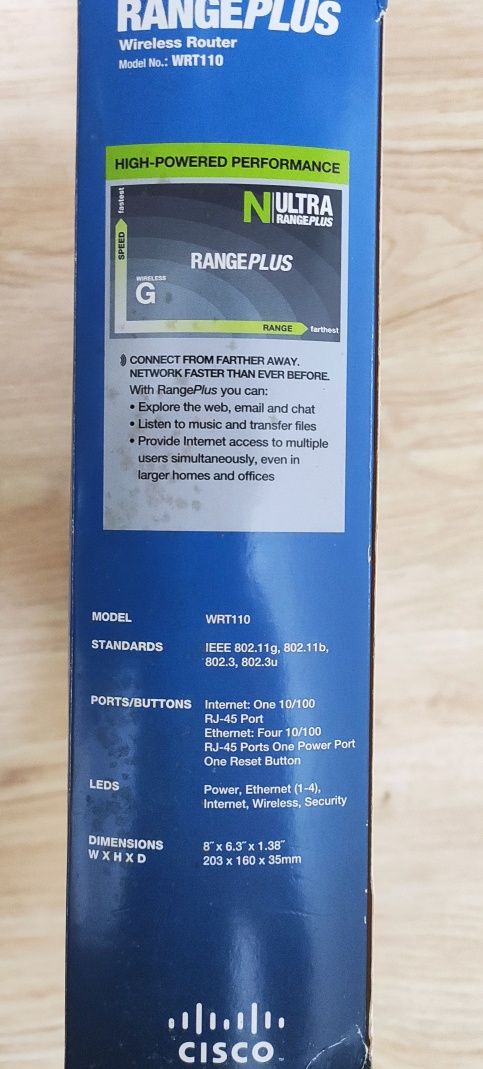 RANGEPLUS
Wireless Router
Model No.: WRT110
HIGH-POWERED PERFORMANCE
fastest
SPEED
N ULTRA
RANGEPLUS
RANGEPLUS
WIRELESS
G
RANGE
farthest
CONNECT FROM FARTHER AWAY.
NETWORK FASTER THAN EVER BEFORE.
With RangePlus you can:
• Explore the web, email and chat
• Listen to music and transfer files
• Provide Internet access to multiple
users simultaneously, even in
larger homes and offices
MODEL WRT110
STANDARDS IEEE 802.11g, 802.11b,
802.3, 802.3u
PORTS/BUTTONS Internet: One 10/100
RJ-45 Port
Ethernet: Four 10/100
RJ-45 Ports One Power Port
One Reset Button
LEDS Power, Ethernet (1-4),
Internet, Wireless, Security
DIMENSIONS 8˝ x 6.3˝ x 1.38˝
W X H X D 203 x 160 x 35mm
CISCO